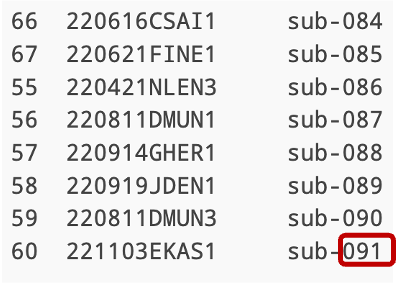 66 220616CSAI1 sub-084
67 220621FINE1 sub-085
55 220421NLEN3 sub-086
56 220811DMUN1 sub-087
57 220914GHER1 sub-088
58 220919JDEN1 sub-089
59 220811DMUN3 sub-090
60 221103EKAS1 sub-091